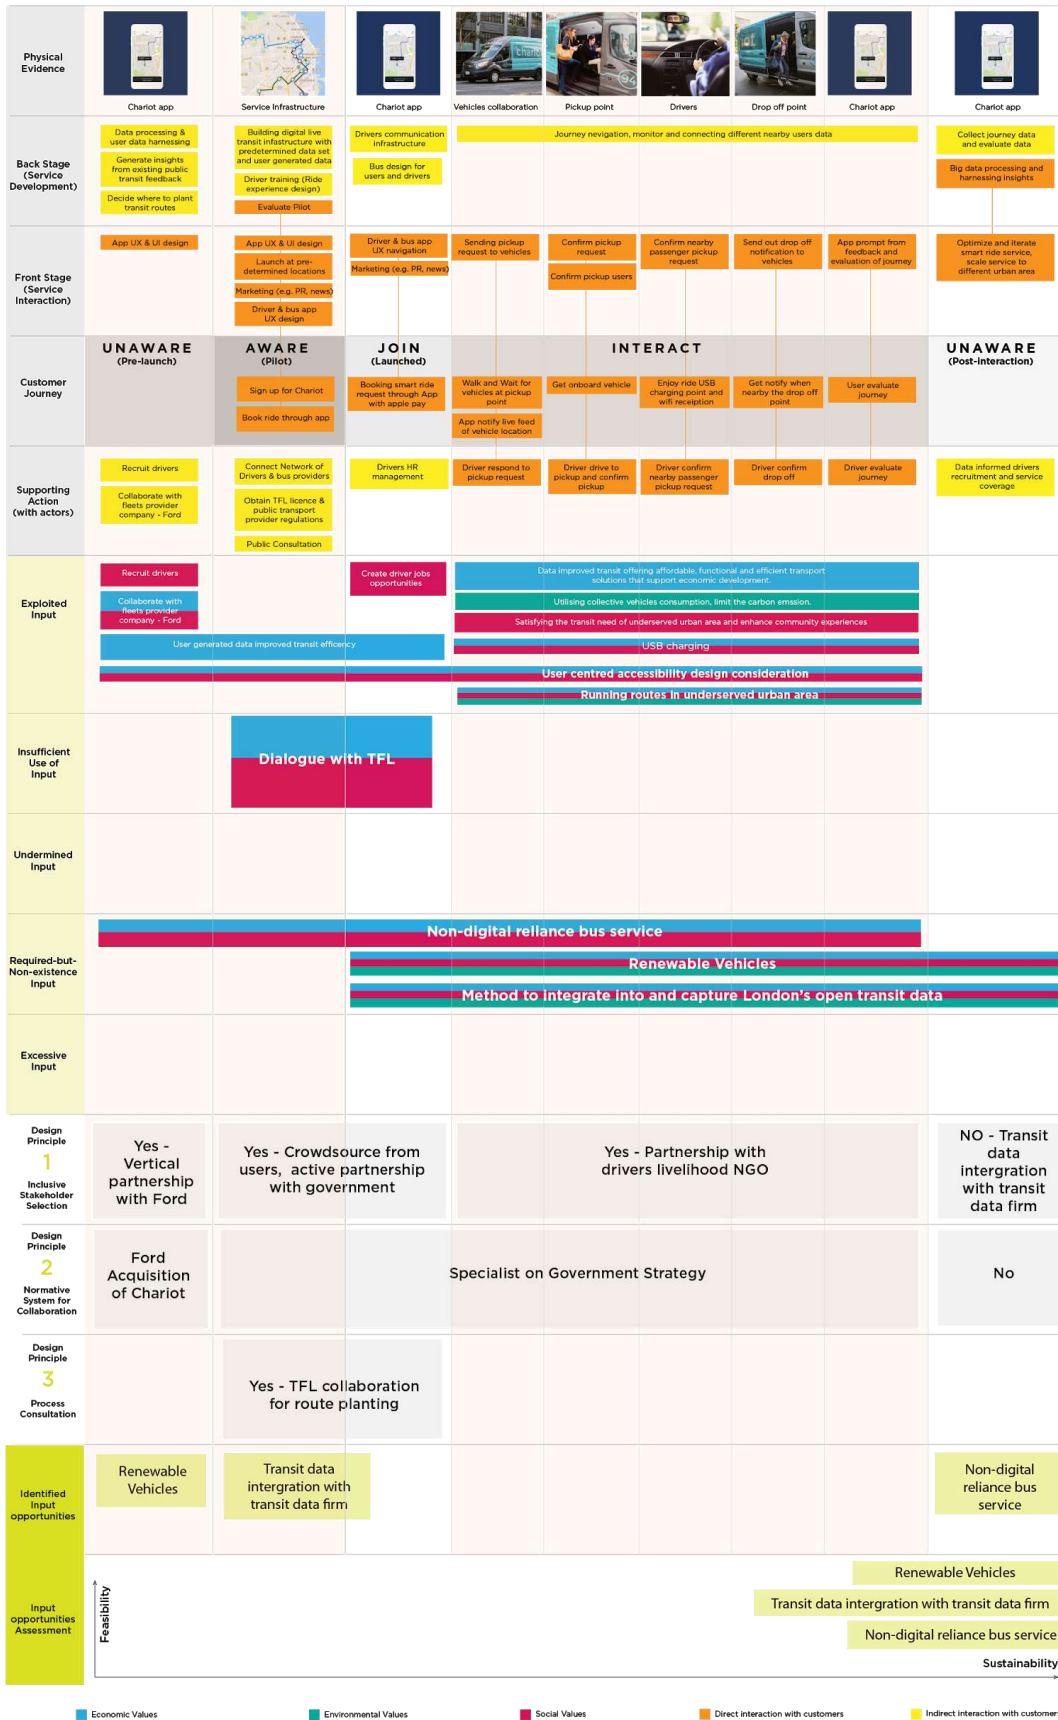 Physical
Evidence
Chariot app
Service Infrastructure
Chariot app
Vehicles collaboration
Pickup point
Drivers
Drop off point
Chariot app
Chariot app
Back Stage
(Service
Development)
Data processing &
user data harnessing
Generate insights
from existing public
transit feedback
Decide where to plant
transit routes
Building digital live
transit infastructure with
predetermined data set
and user generated data
Driver training (Ride
experience design)
Evaluate Pilot
Drivers communication
infrastructure
Bus design for
users and drivers
Journey nevigation, monitor and connecting different nearby users data
Collect journey data
and evaluate data
Big data processing and
harnessing insights
Front Stage
(Service
Interaction)
App UX & UI design
App UX & UI design
Launch at pre-
determined locations
Marketing (e.g. PR, news)
Driver & bus app
UX design
Driver & bus app
UX navigation
Marketing (e.g. PR, news)
Sending pickup
request to vehicles
Confirm pickup
request
Confirm pickup users
Confirm nearby
passenger pickup
request
Send out drop off
notification to
vehicles
App prompt from
feedback and
evaluation of journey
Optimize and iterate
smart ride service,
scale service to
different urban area
Customer
Journey
UNAWARE
(Pre-launch)
AWARE
(Pilot)
Sign up for Chariot
Book ride through app
JOIN
(Launched)
Booking smart ride
request through App
with apple pay
INTERACT
Walk and Wait for
vehicles at pickup
point
App notify live feed
of vehicle location
Get onboard vehicle
Enjoy ride USB
charging point and
wifi receiption
Get notify when
nearby the drop off
point
User evaluate
journey
UNAWARE
(Post-interaction)
Supporting
Action
(with actors)
Recruit drivers
Collaborate with
fleets provider
company - Ford
Connect Network of
Drivers & bus providers
Obtain TFL licence &
public transport
provider regulations
Public Consultation
Drivers HR
management
Driver respond to
pickup request
Driver drive to
pickup and confirm
pickup
Driver confirm
nearby passenger
pickup request
Driver confirm
drop off
Driver evaluate
journey
Data informed drivers
recruitment and service
coverage
Exploited
Input
Recruit drivers
Collaborate with
fleets provider
company - Ford
Create driver jobs
opportunities
User generated data improved transit efficency
Data improved transit offering affordable, functional and efficient transport
solutions that support economic development.
Utilising collective vehicles consumption, limit the carbon emssion.
Satisfying the transit need of underserved urban area and enhance community experiences
USB charging
User centred accessibility design consideration
Running routes in underserved urban area
Insufficient
Use of
Input
Dialogue with TFL
Undermined
Input
Required-but-
Non-existence
Input
Non-digital reliance bus service
Renewable Vehicles
Method to integrate into and capture London's open transit data
Excessive
Input
Design
Principle
1
Inclusive
Stakeholder
Selection
Yes -
Vertical
partnership
with Ford
Yes - Crowdsource from
users, active partnership
with government
Yes - Partnership with
drivers livelihood NGO
NO - Transit
data
intergration
with transit
data firm
Design
Principle
2
Normative
System for
Collaboration
Ford
Acquisition
of Chariot
Specialist on Government Strategy
No
Design
Principle
3
Process
Consultation
Yes - TFL collaboration
for route planting
Identified
Input
opportunities
Renewable
Vehicles
Transit data
intergration with
transit data firm
Non-digital
reliance bus
service
Input
opportunities
Assessment
Feasibility
Renewable Vehicles
Transit data intergration with transit data firm
Non-digital reliance bus service
Sustainability
Economic Values
Environmental Values
Social Values
Direct interaction with customers
Indirect interaction with customer